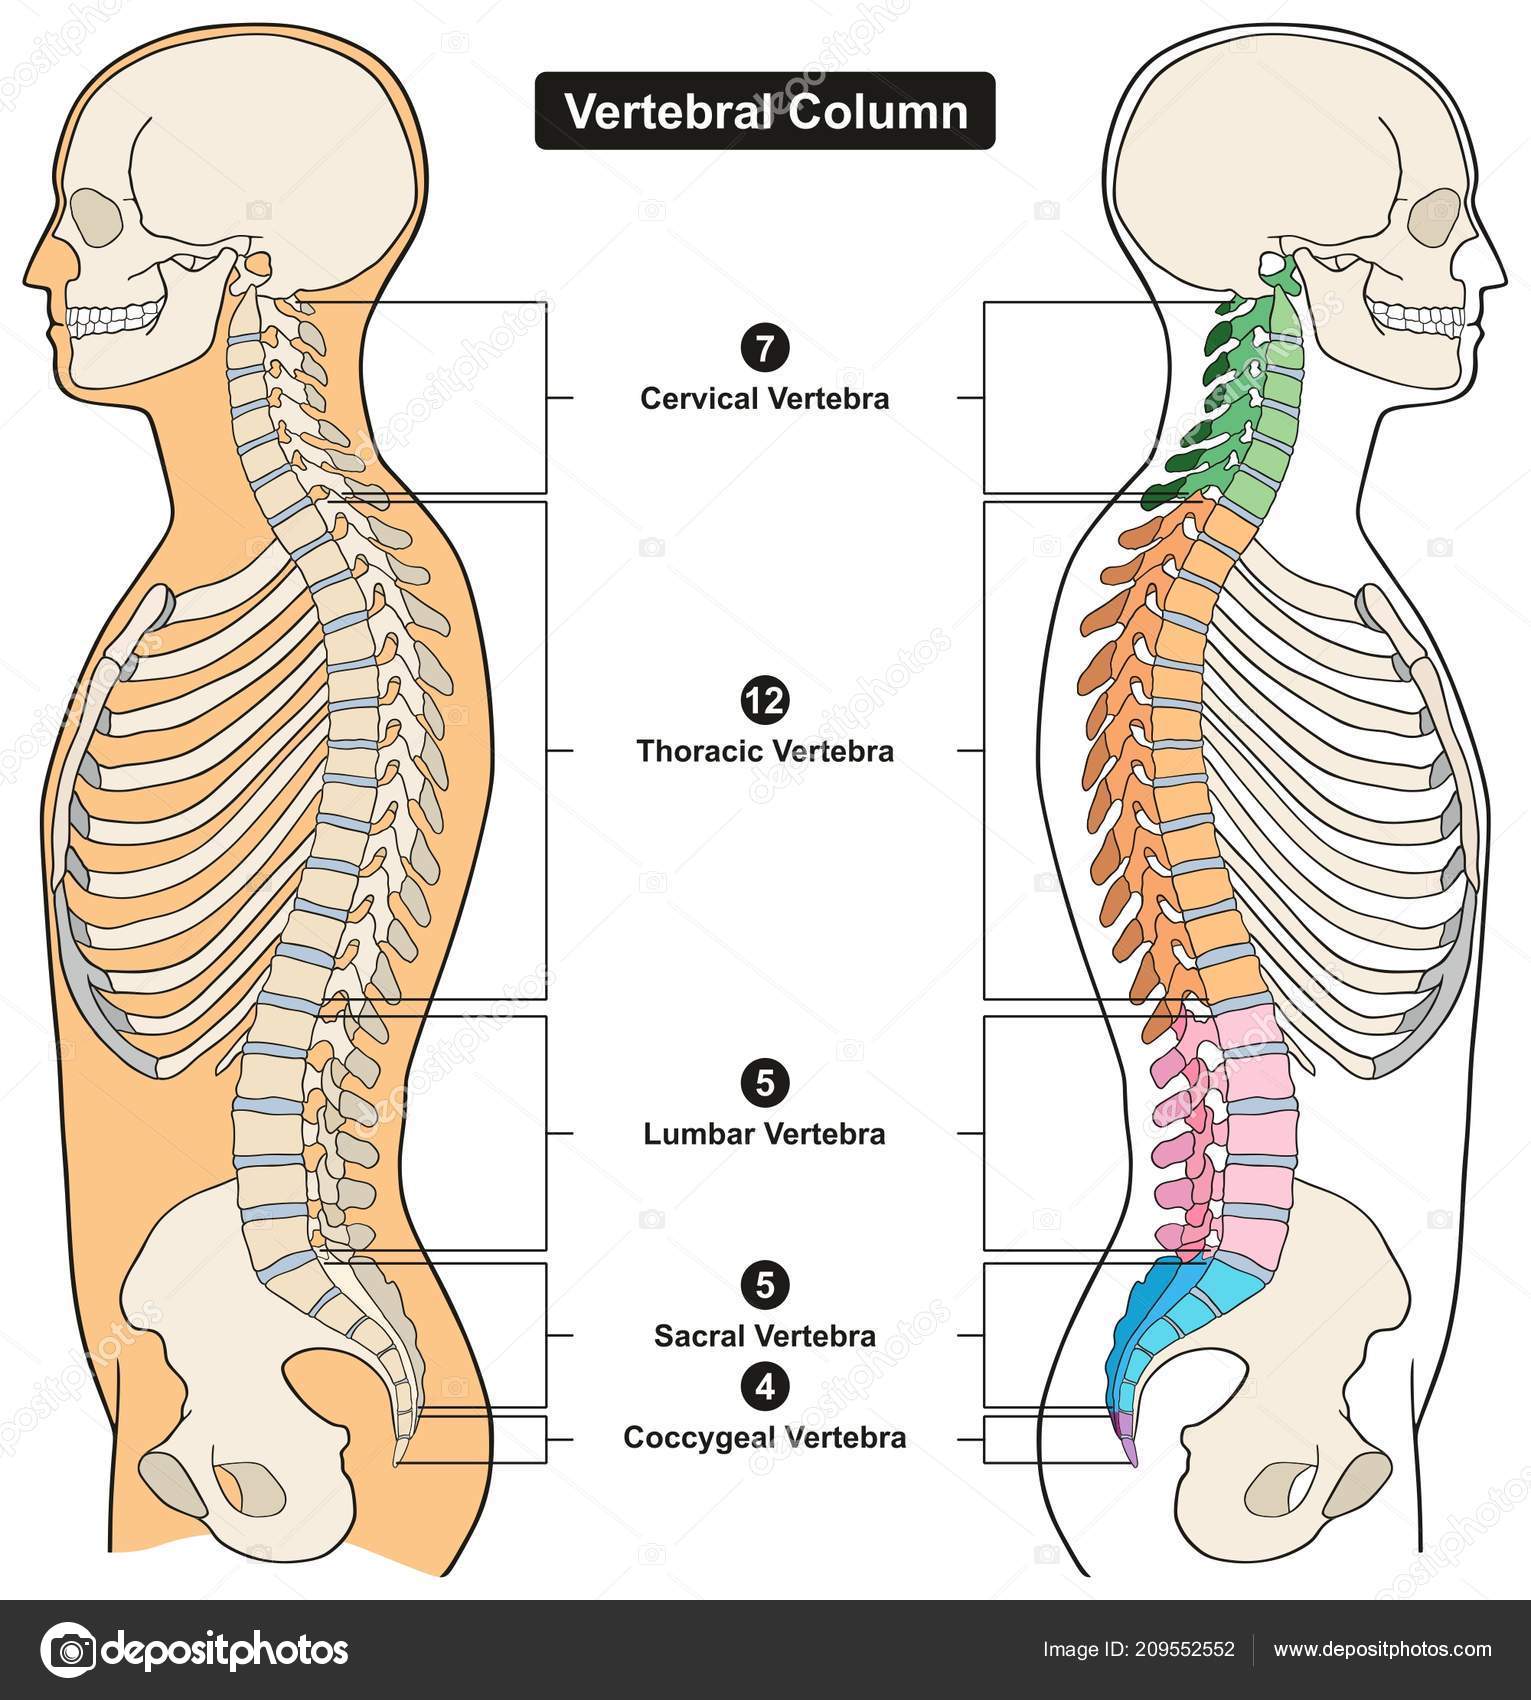 Vertebral Column
7
Cervical Vertebra
12
Thoracic Vertebra
5
Lumbar Vertebra
5
Sacral Vertebra
4
Coccygeal Vertebra
depositphotos
Image ID: 209552552
www.depositphotos.com